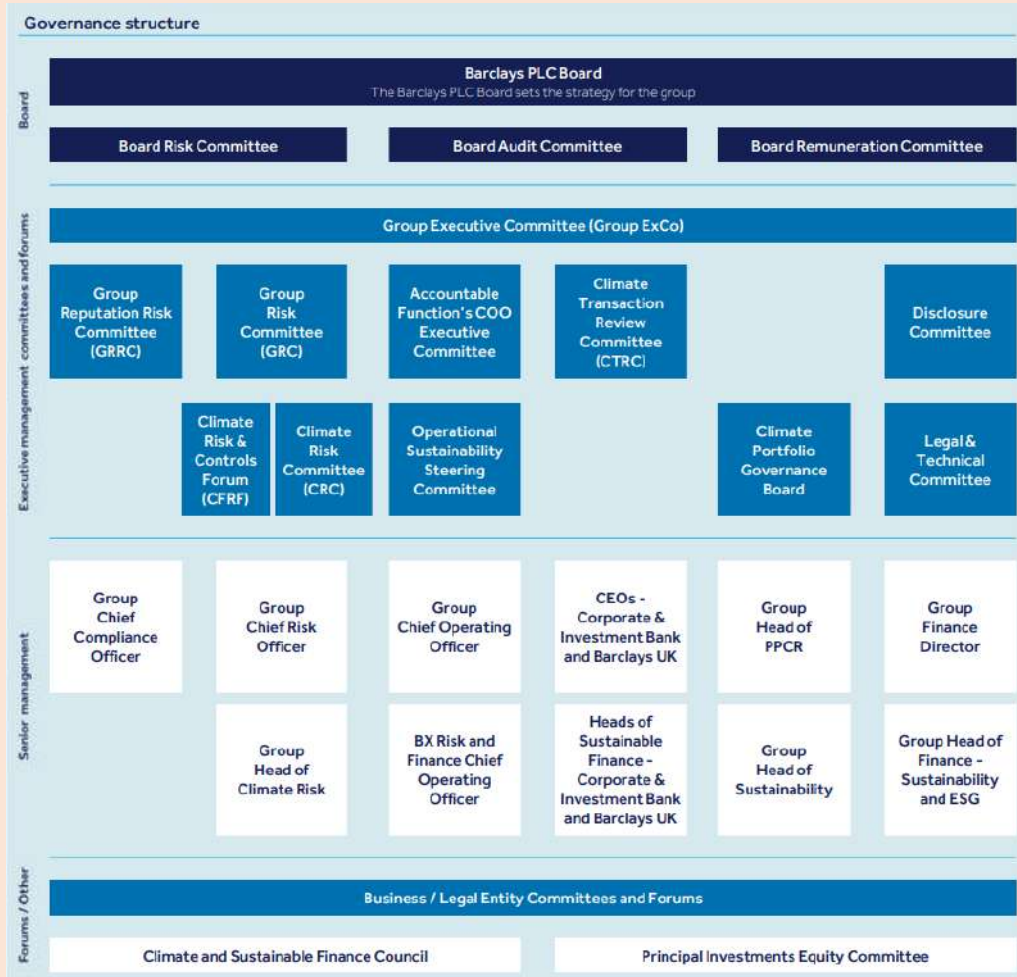 Governance structure
Board
Barclays PLC Board
The Barclays PLC Board sets the strategy for the group
Board Risk Committee
Board Audit Committee
Board Remuneration Committee
Executive management committees and forums
Group Executive Committee (Group ExCo)
Group
Reputation Risk
Committee
(GRRC)
Group
Risk
Committee
(GRC)
Accountable
Function's COO
Executive
Committee
Climate
Transaction
Review
Committee
(CTRC)
Disclosure
Committee
Climate
Risk &
Controls
Forum
(CFRF)
Climate
Risk
Committee
(CRC)
Operational
Sustainability
Steering
Committee
Climate
Portfolio
Governance
Board
Legal &
Technical
Committee
Senior management
Group
Chief
Compliance
Officer
Group
Chief Risk
Officer
Group
Chief Operating
Officer
CEOs -
Corporate &
Investment Bank
and Barclays UK
Group
Head of
PPCR
Group
Finance
Director
Group
Head of
Climate Risk
BX Risk and
Finance Chief
Operating
Officer
Heads of
Sustainable
Finance -
Corporate &
Investment Bank
and Barclays UK
Group
Head of
Sustainability
Group Head of
Finance -
Sustainability
and ESG
Forums / Other
Business / Legal Entity Committees and Forums
Climate and Sustainable Finance Council
Principal Investments Equity Committee